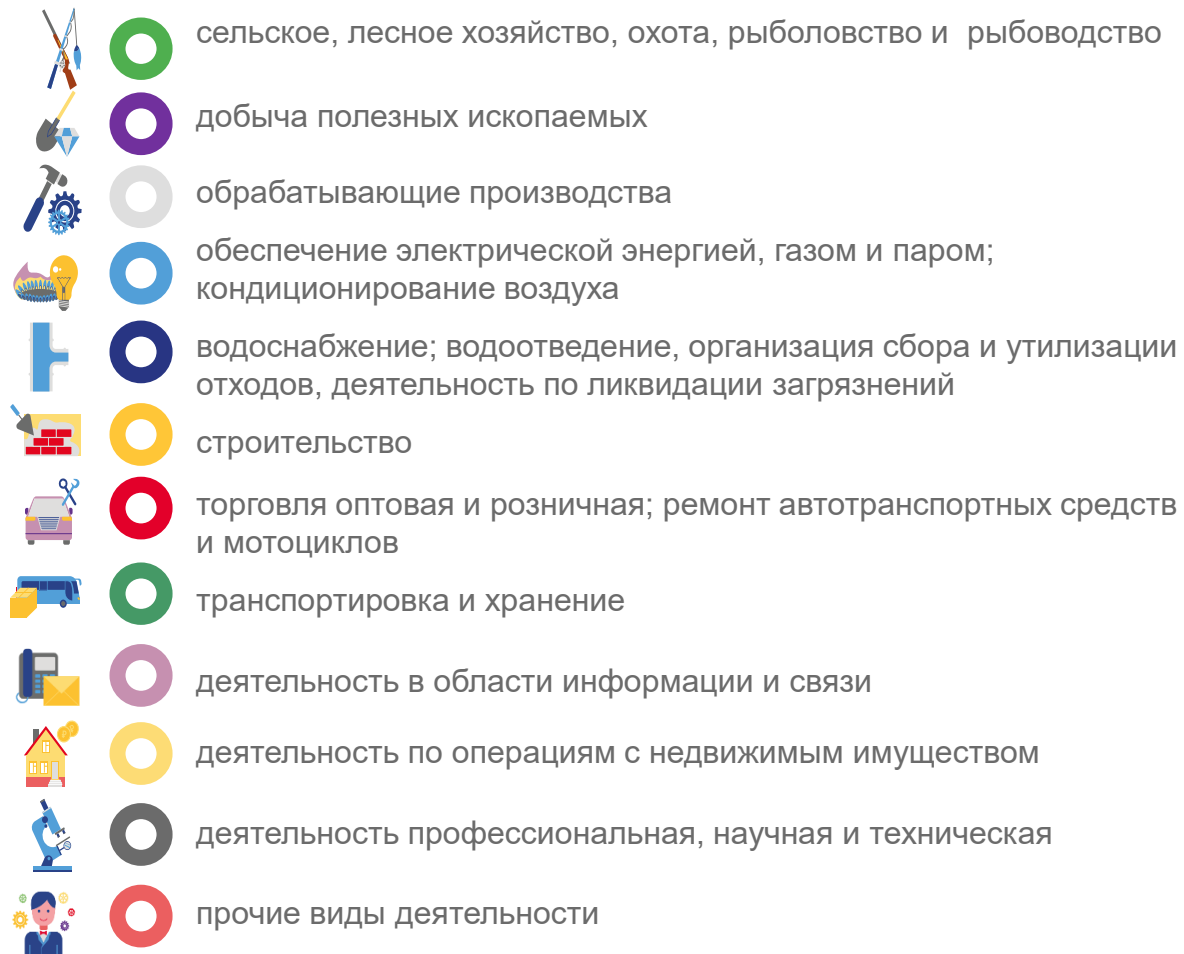 сельское, лесное хозяйство, охота, рыболовство и рыбоводство
добыча полезных ископаемых
обрабатывающие производства
обеспечение электрической энергией, газом и паром;
кондиционирование воздуха
водоснабжение; водоотведение, организация сбора и утилизации
отходов, деятельность по ликвидации загрязнений
строительство
торговля оптовая и розничная; ремонт автотранспортных средств
и мотоциклов
транспортировка и хранение
деятельность в области информации и связи
деятельность по операциям с недвижимым имуществом
деятельность профессиональная, научная и техническая
прочие виды деятельности